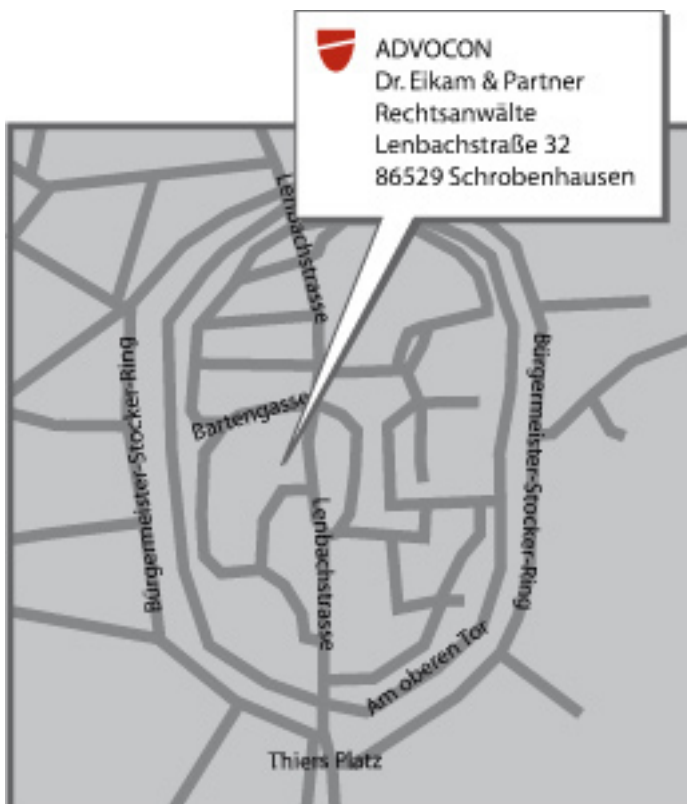 ADVOCON
Dr. Eikam & Partner
Rechtsanwälte
Lenbachstraße 32
86529 Schrobenhausen
Lenbachstrasse
Bürgermeister-Stocker-Ring
Bürgermeister-Stocker-Ring
Bartengasse
Lenbachstrasse
Am oberen Tor
Thiers Platz